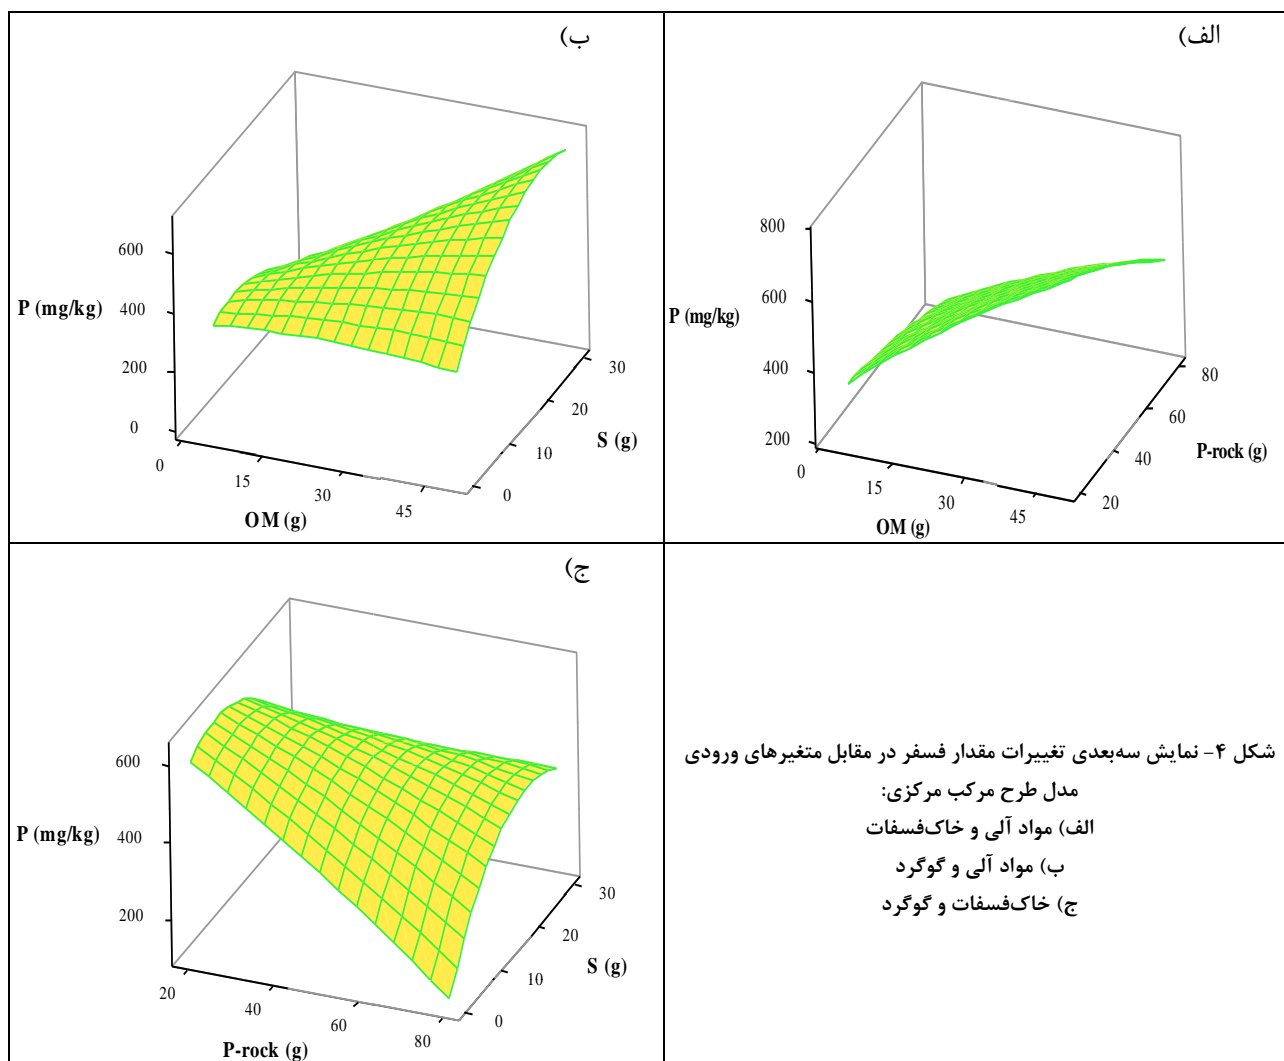 الف)
800
600
400
200
P (mg/kg)
0
15
30
45
OM (g)
20
40
60
80
P-rock (g)
ب)
600
400
200
0
P (mg/kg)
0
15
30
45
OM (g)
0
10
20
30
S (g)
ج)
600
400
200
P (mg/kg)
20
40
60
80
P-rock (g)
0
10
20
30
S (g)
شکل ۴- نمایش سه‌بعدی تغییرات مقدار فسفر در مقابل متغیرهای ورودی
مدل طرح مرکب مرکزی:
الف) مواد آلی و خاک‌فسفات
ب) مواد آلی و گوگرد
ج) خاک‌فسفات و گوگرد